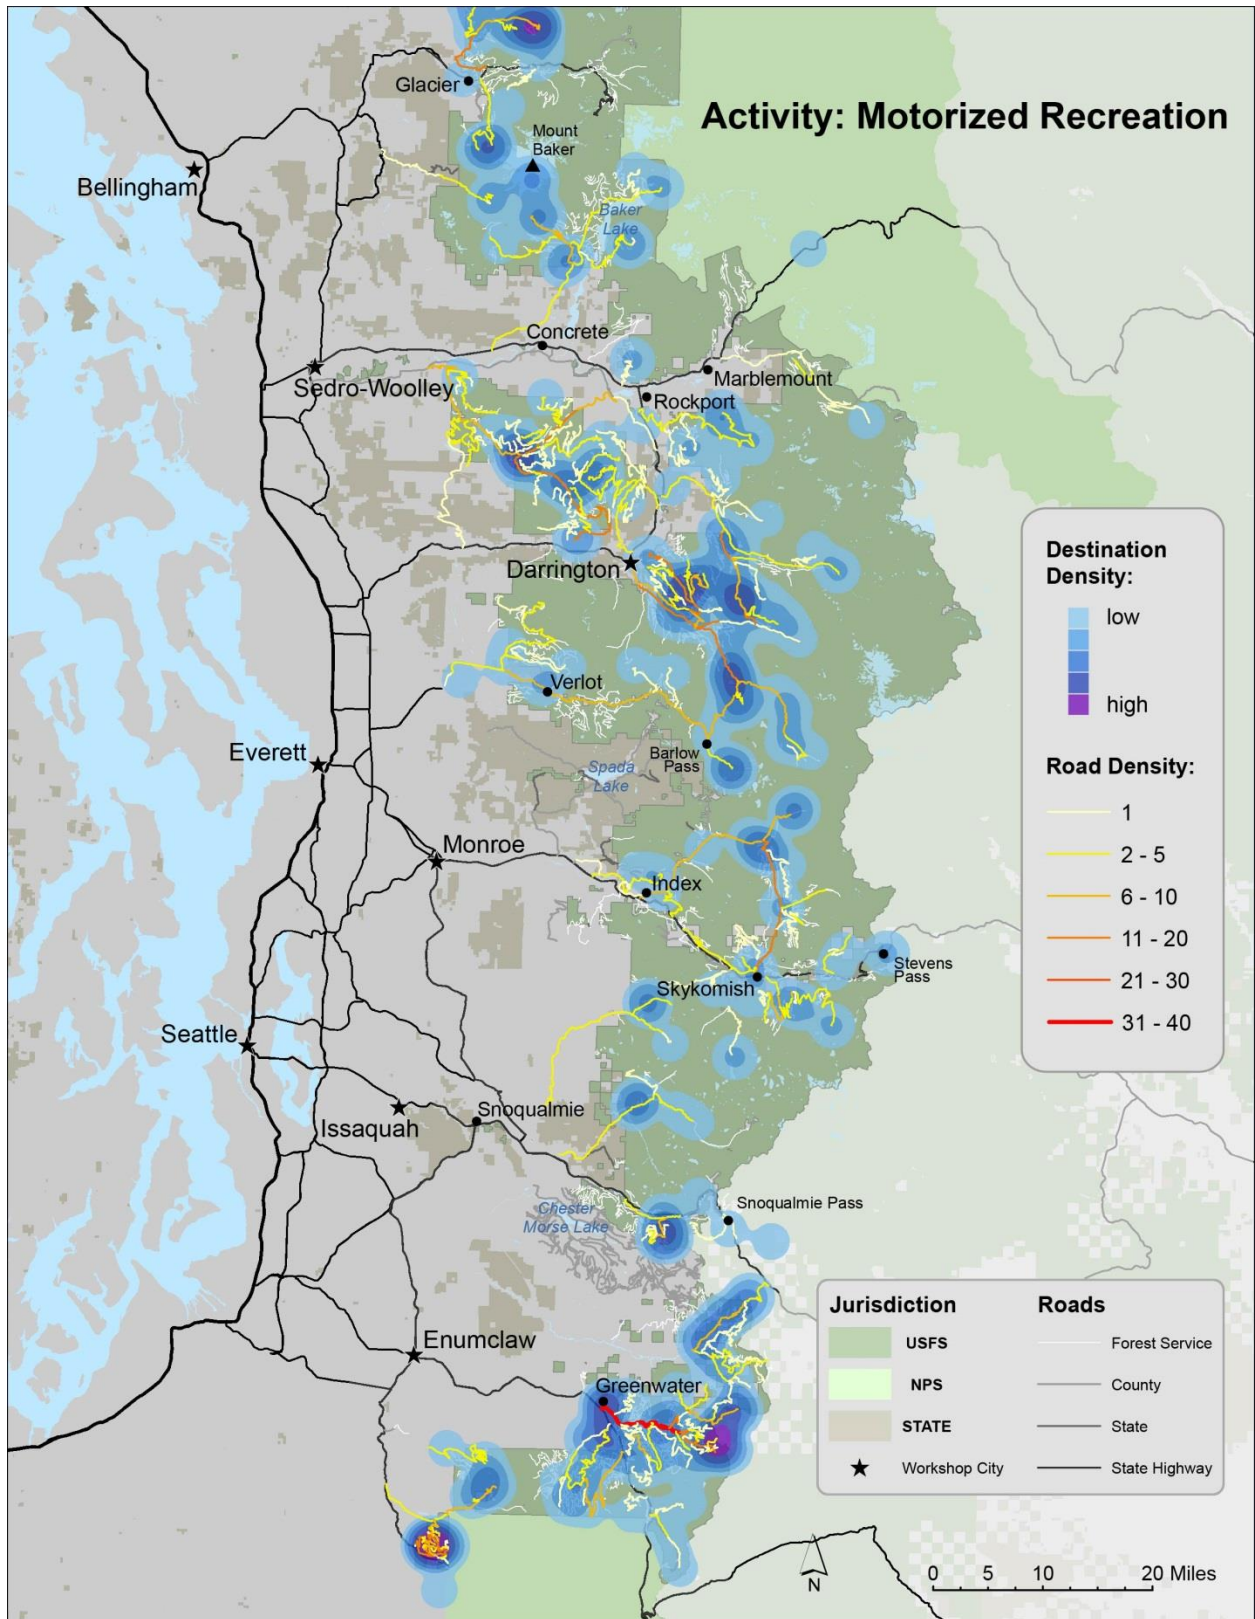 Activity: Motorized Recreation
Glacier
Mount
Baker
Bellingham
Baker
Lake
Concrete
Sedro-Woolley
Marblemount
Rockport
Darrington
Verlot
Barlow
Pass
Everett
Spada
Lake
Monroe
Index
Stevens
Pass
Skykomish
Seattle
Issaquah
Snoqualmie
Chester
Morse Lake
Snoqualmie Pass
Enumclaw
Greenwater
Destination
Density:
low
high
Road Density:
1
2 - 5
6 - 10
11 - 20
21 - 30
31 - 40
Jurisdiction
Roads
USFS
Forest Service
NPS
County
STATE
State
Workshop City
State Highway
N
0 5 10 20 Miles